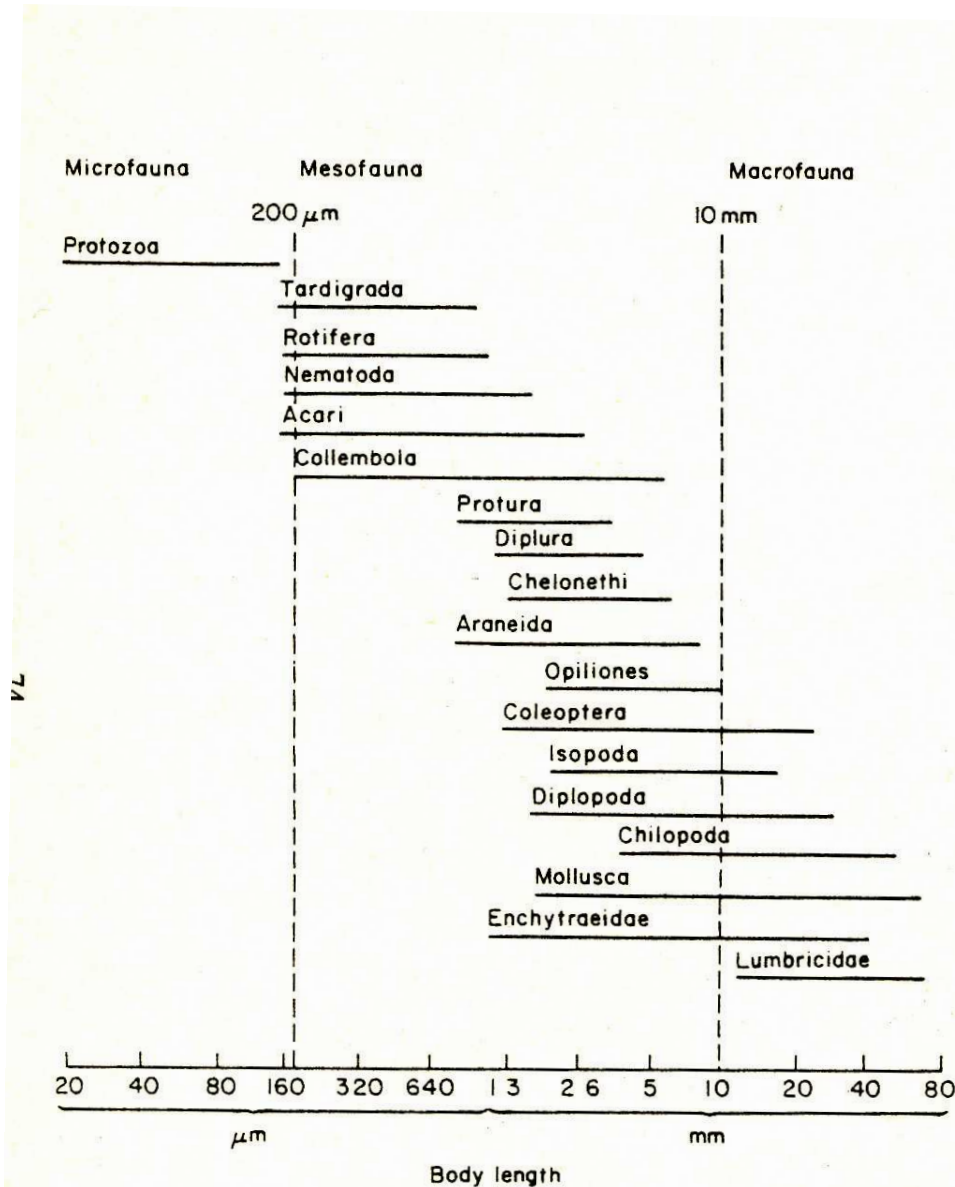 Microfauna Mesofauna Macrofauna
200 μm 10 mm
Protozoa
Tardigrada
Rotifera
Nematoda
Acari
Collembola
Protura
Diplura
Chelonethi
Araneida
Opiliones
Coleoptera
Isopoda
Diplopoda
Chilopoda
Mollusca
Enchytraeidae
Lumbricidae
20 40 80 160 320 640 1 3 2 6 5 10 20 40 80
μm mm
Body length